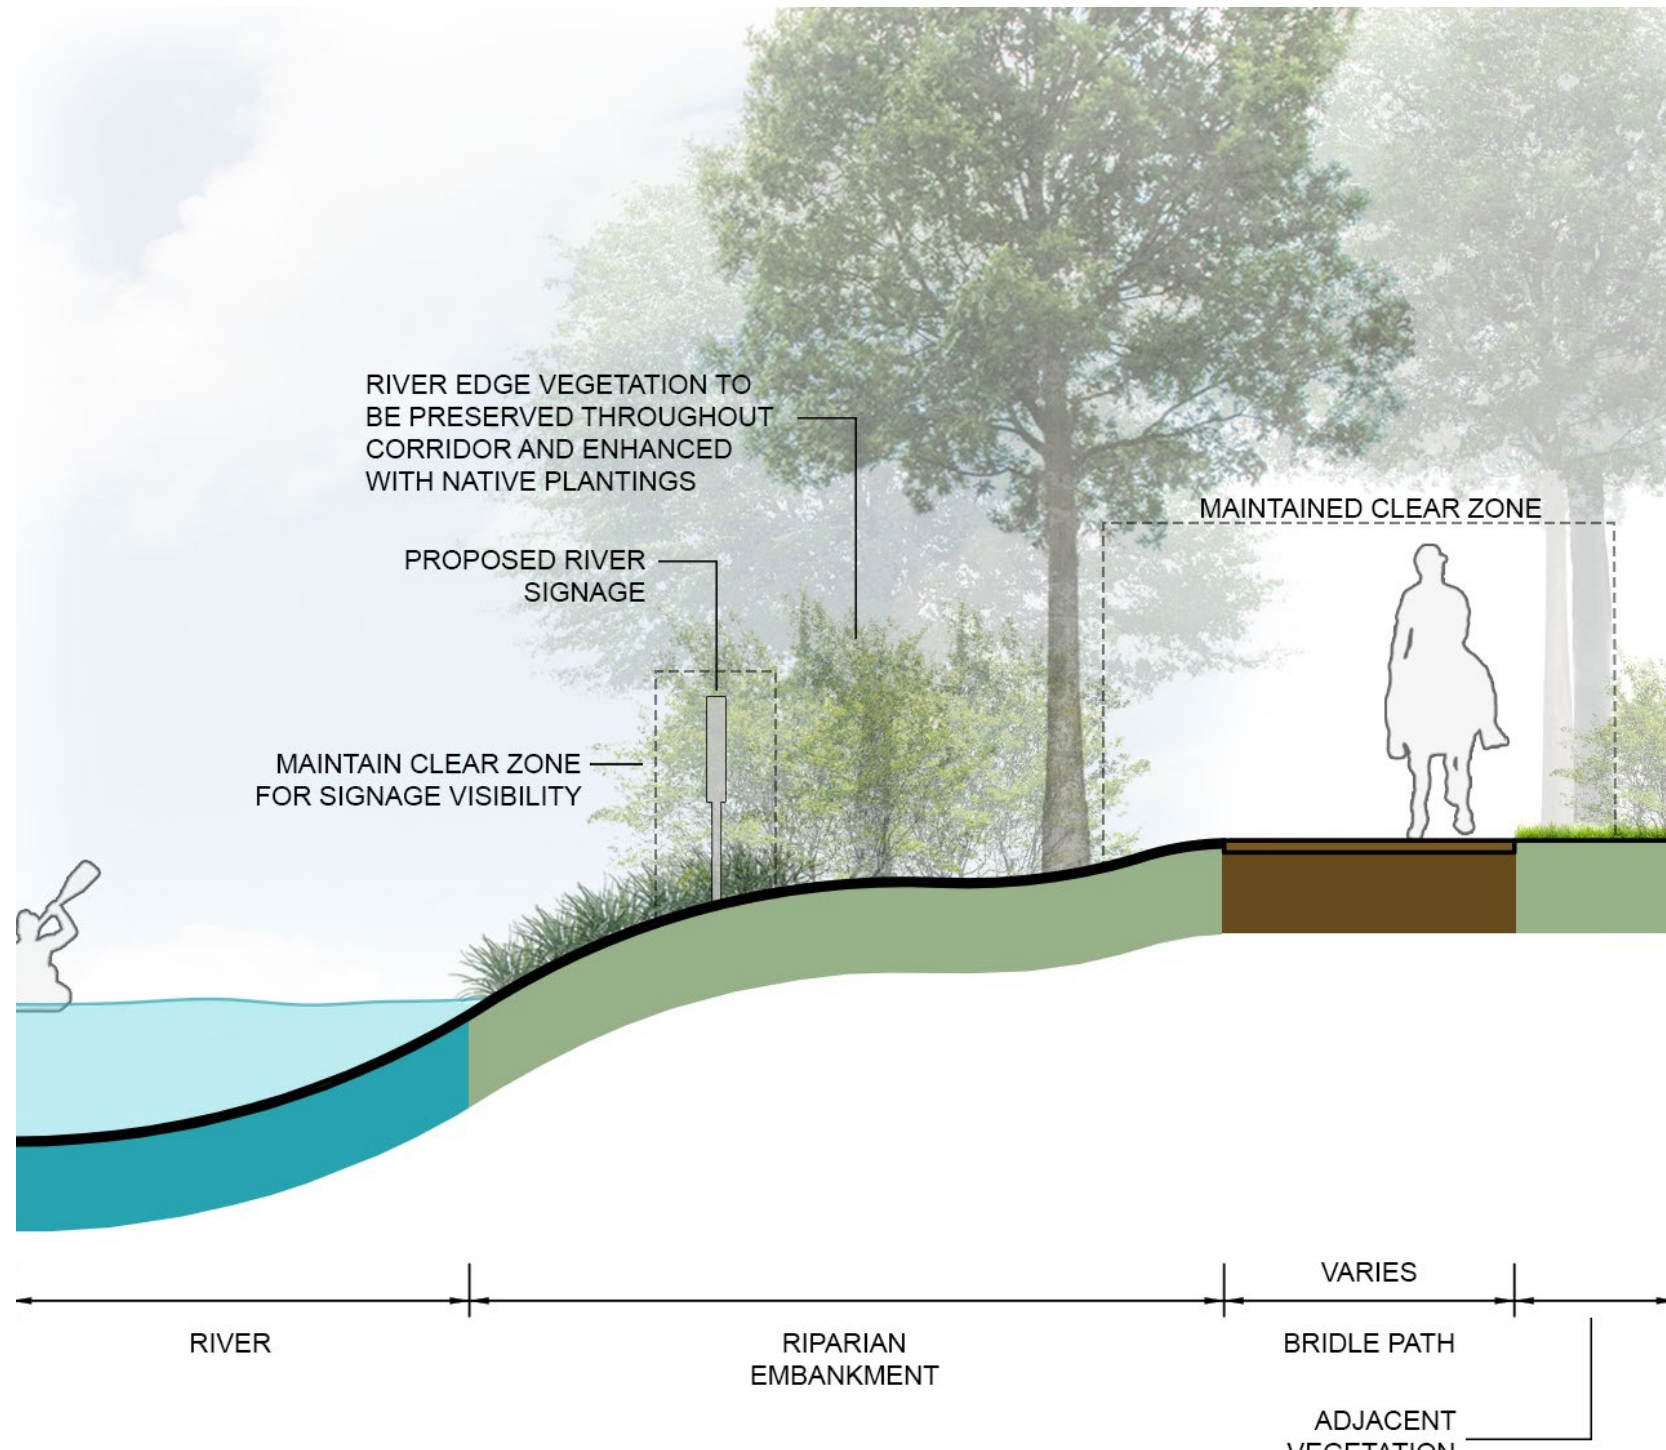 RIVER EDGE VEGETATION TO
BE PRESERVED THROUGHOUT
CORRIDOR AND ENHANCED
WITH NATIVE PLANTINGS
MAINTAINED CLEAR ZONE
PROPOSED RIVER
SIGNAGE
MAINTAIN CLEAR ZONE
FOR SIGNAGE VISIBILITY
VARIES
RIVER
RIPARIAN
EMBANKMENT
BRIDLE PATH
ADJACENT
VEGETATION